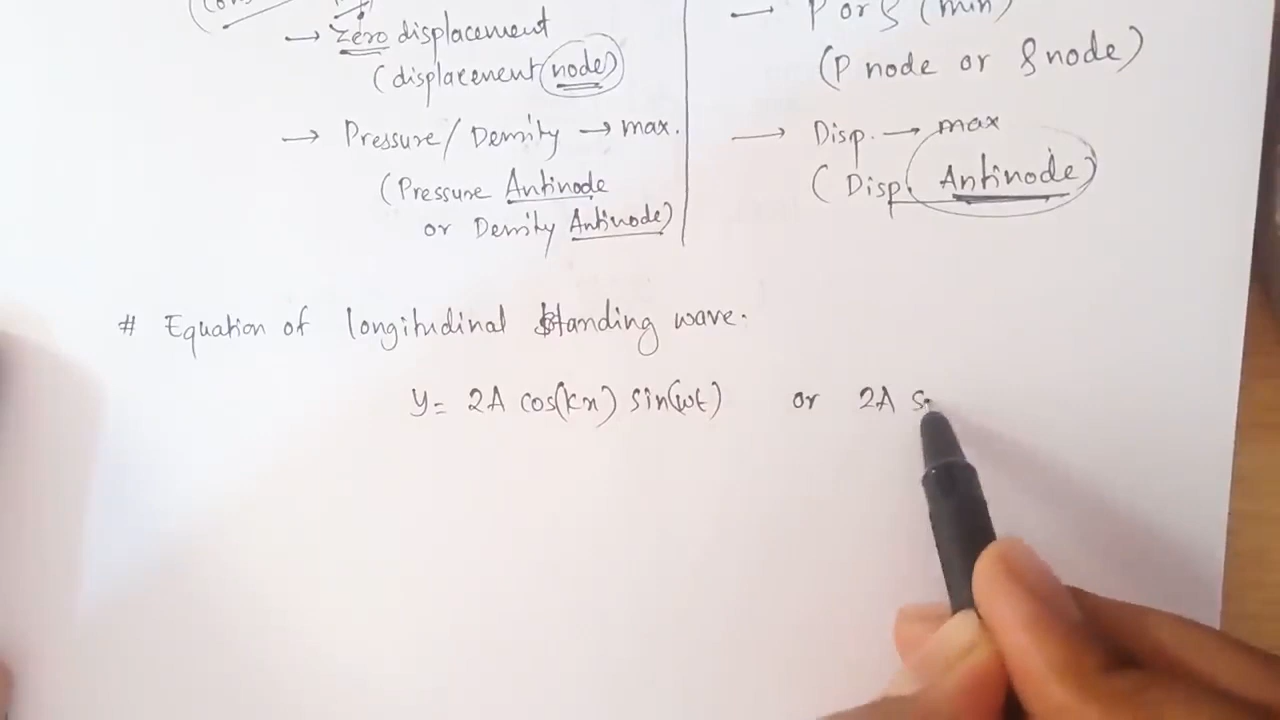 → Zero displacement
(displacement node)
→ Pressure/Density → max.
(Pressure Antinode
or Density Antinode)
→ P or ρ (min)
(P node or ρ node)
→ Disp. → max
(Disp. Antinode)
# Equation of longitudinal standing wave.
y = 2A cos(kx) sin(ωt) or 2A s